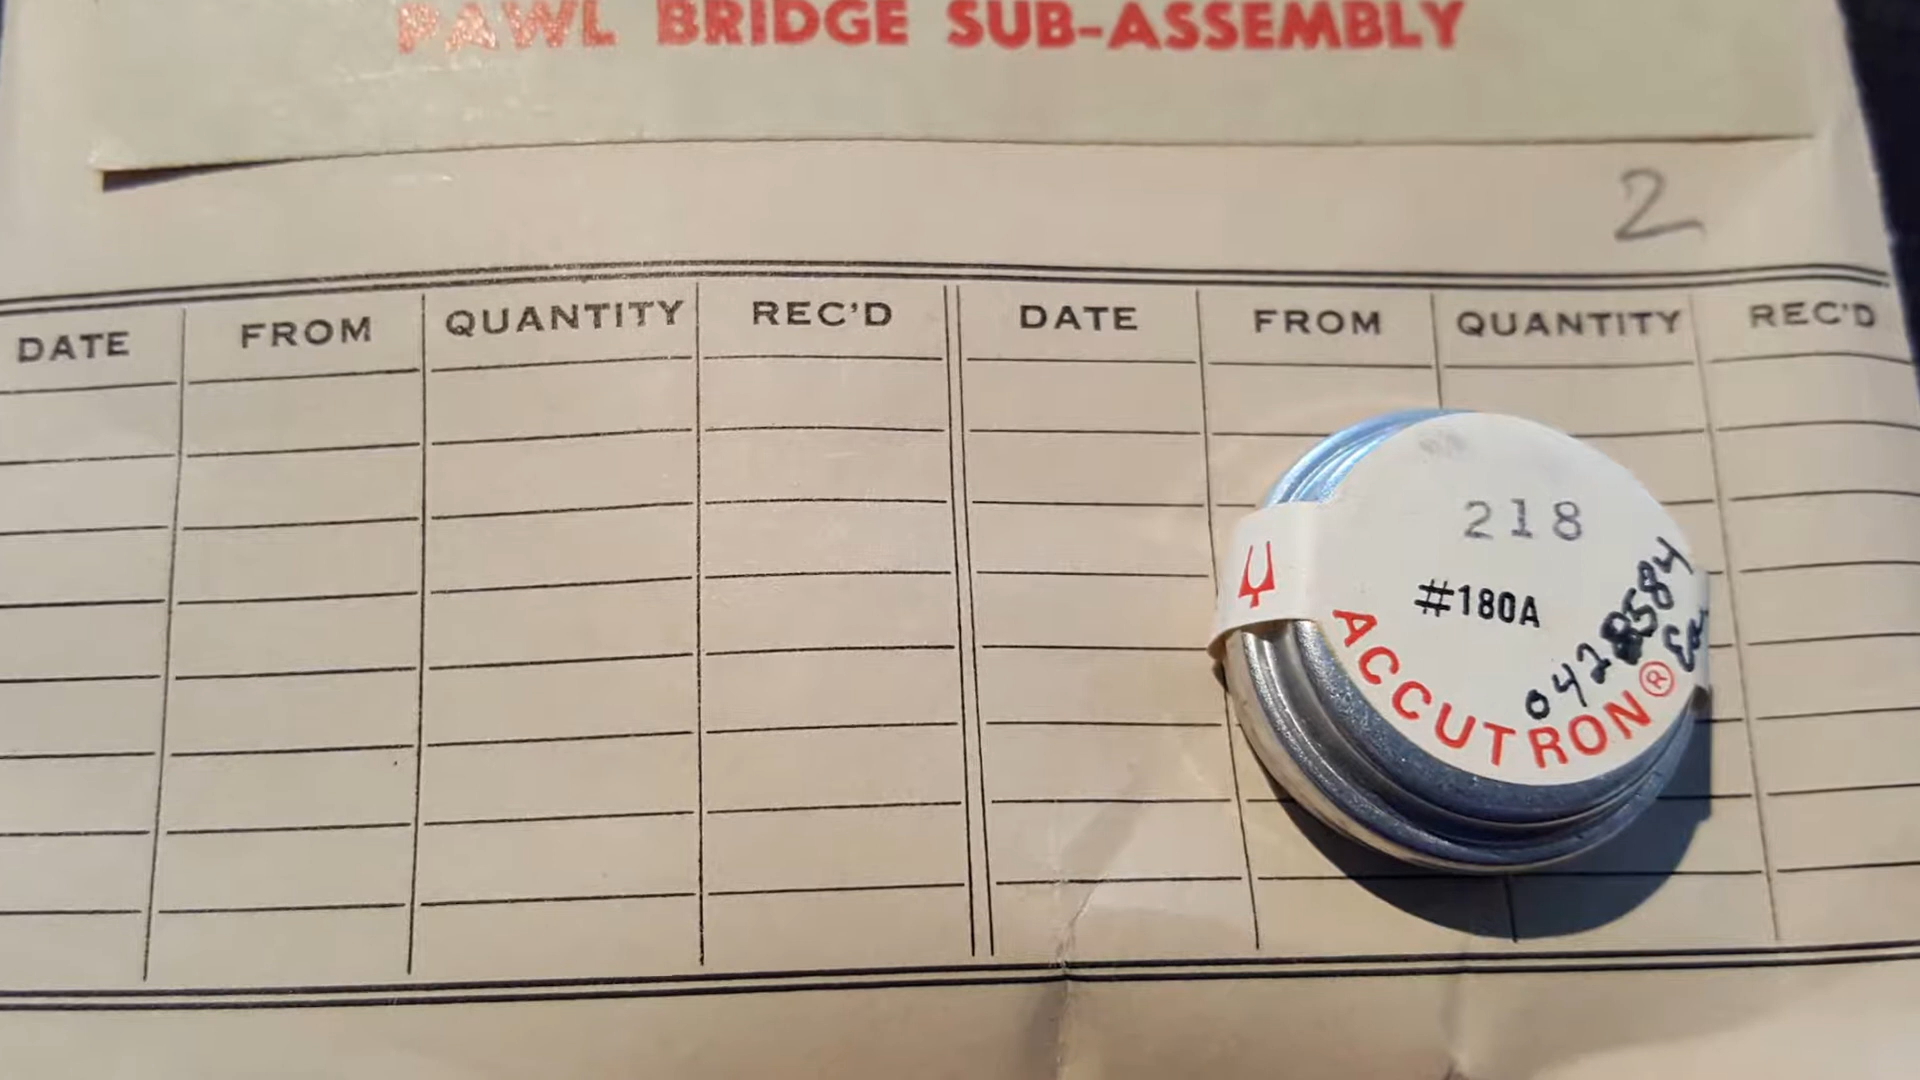 PAWL BRIDGE SUB-ASSEMBLY
2
DATE FROM QUANTITY REC'D DATE FROM QUANTITY REC'D
218
#180A
ACCUTRON®